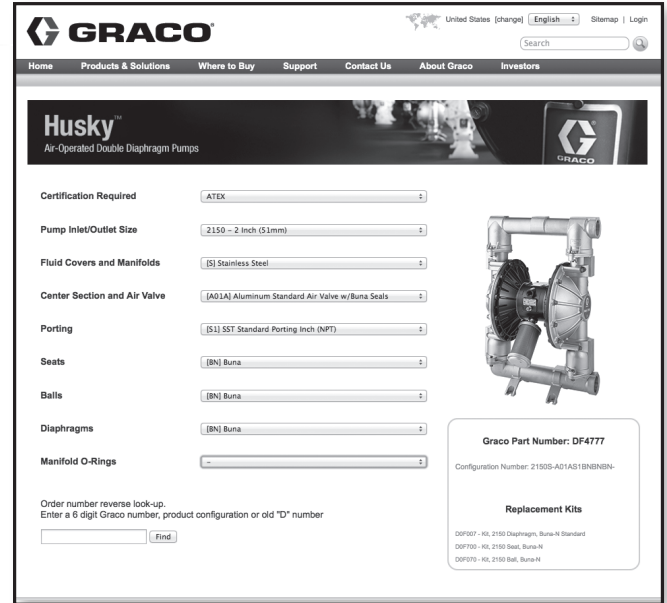 GRACO
United States [change] English Sitemap | Login
Search
Home Products & Solutions Where to Buy Support Contact Us About Graco Investors
Husky™
Air-Operated Double Diaphragm Pumps
GRACO
Certification Required ATEX
Pump Inlet/Outlet Size 2150 – 2 Inch (51mm)
Fluid Covers and Manifolds [S] Stainless Steel
Center Section and Air Valve [A01A] Aluminum Standard Air Valve w/Buna Seals
Porting [S1] SST Standard Porting Inch (NPT)
Seats [BN] Buna
Balls [BN] Buna
Diaphragms [BN] Buna
Manifold O-Rings –
Graco Part Number: DF4777
Configuration Number: 2150S-A01AS1BNBNBN-
Replacement Kits
D0F007 - Kit, 2150 Diaphragm, Buna-N Standard
D0F700 - Kit, 2150 Seat, Buna-N
D0F070 - Kit, 2150 Ball, Buna-N
Order number reverse look-up.
Enter a 6 digit Graco number, product configuration or old "D" number
Find